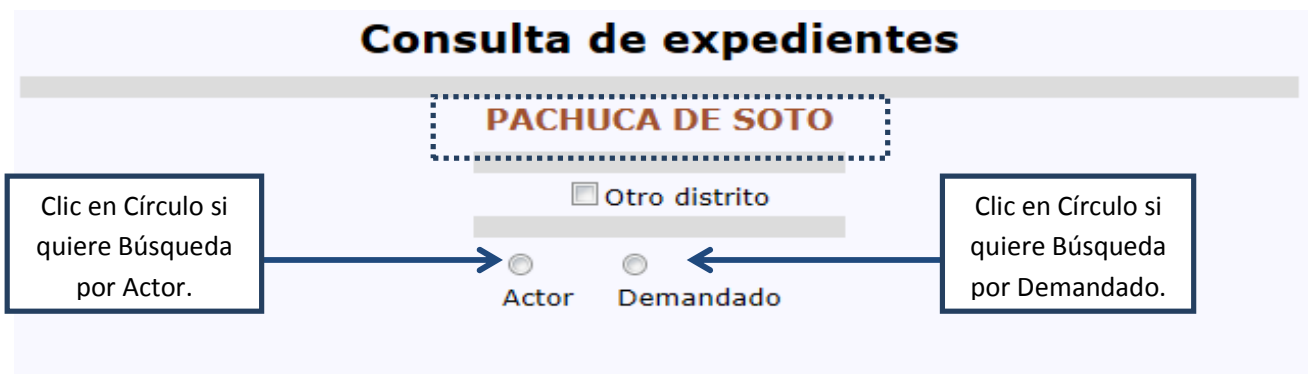 Consulta de expedientes
PACHUCA DE SOTO
Otro distrito
Clic en Círculo si
quiere Búsqueda
por Actor.
Actor
Demandado
Clic en Círculo si
quiere Búsqueda
por Demandado.